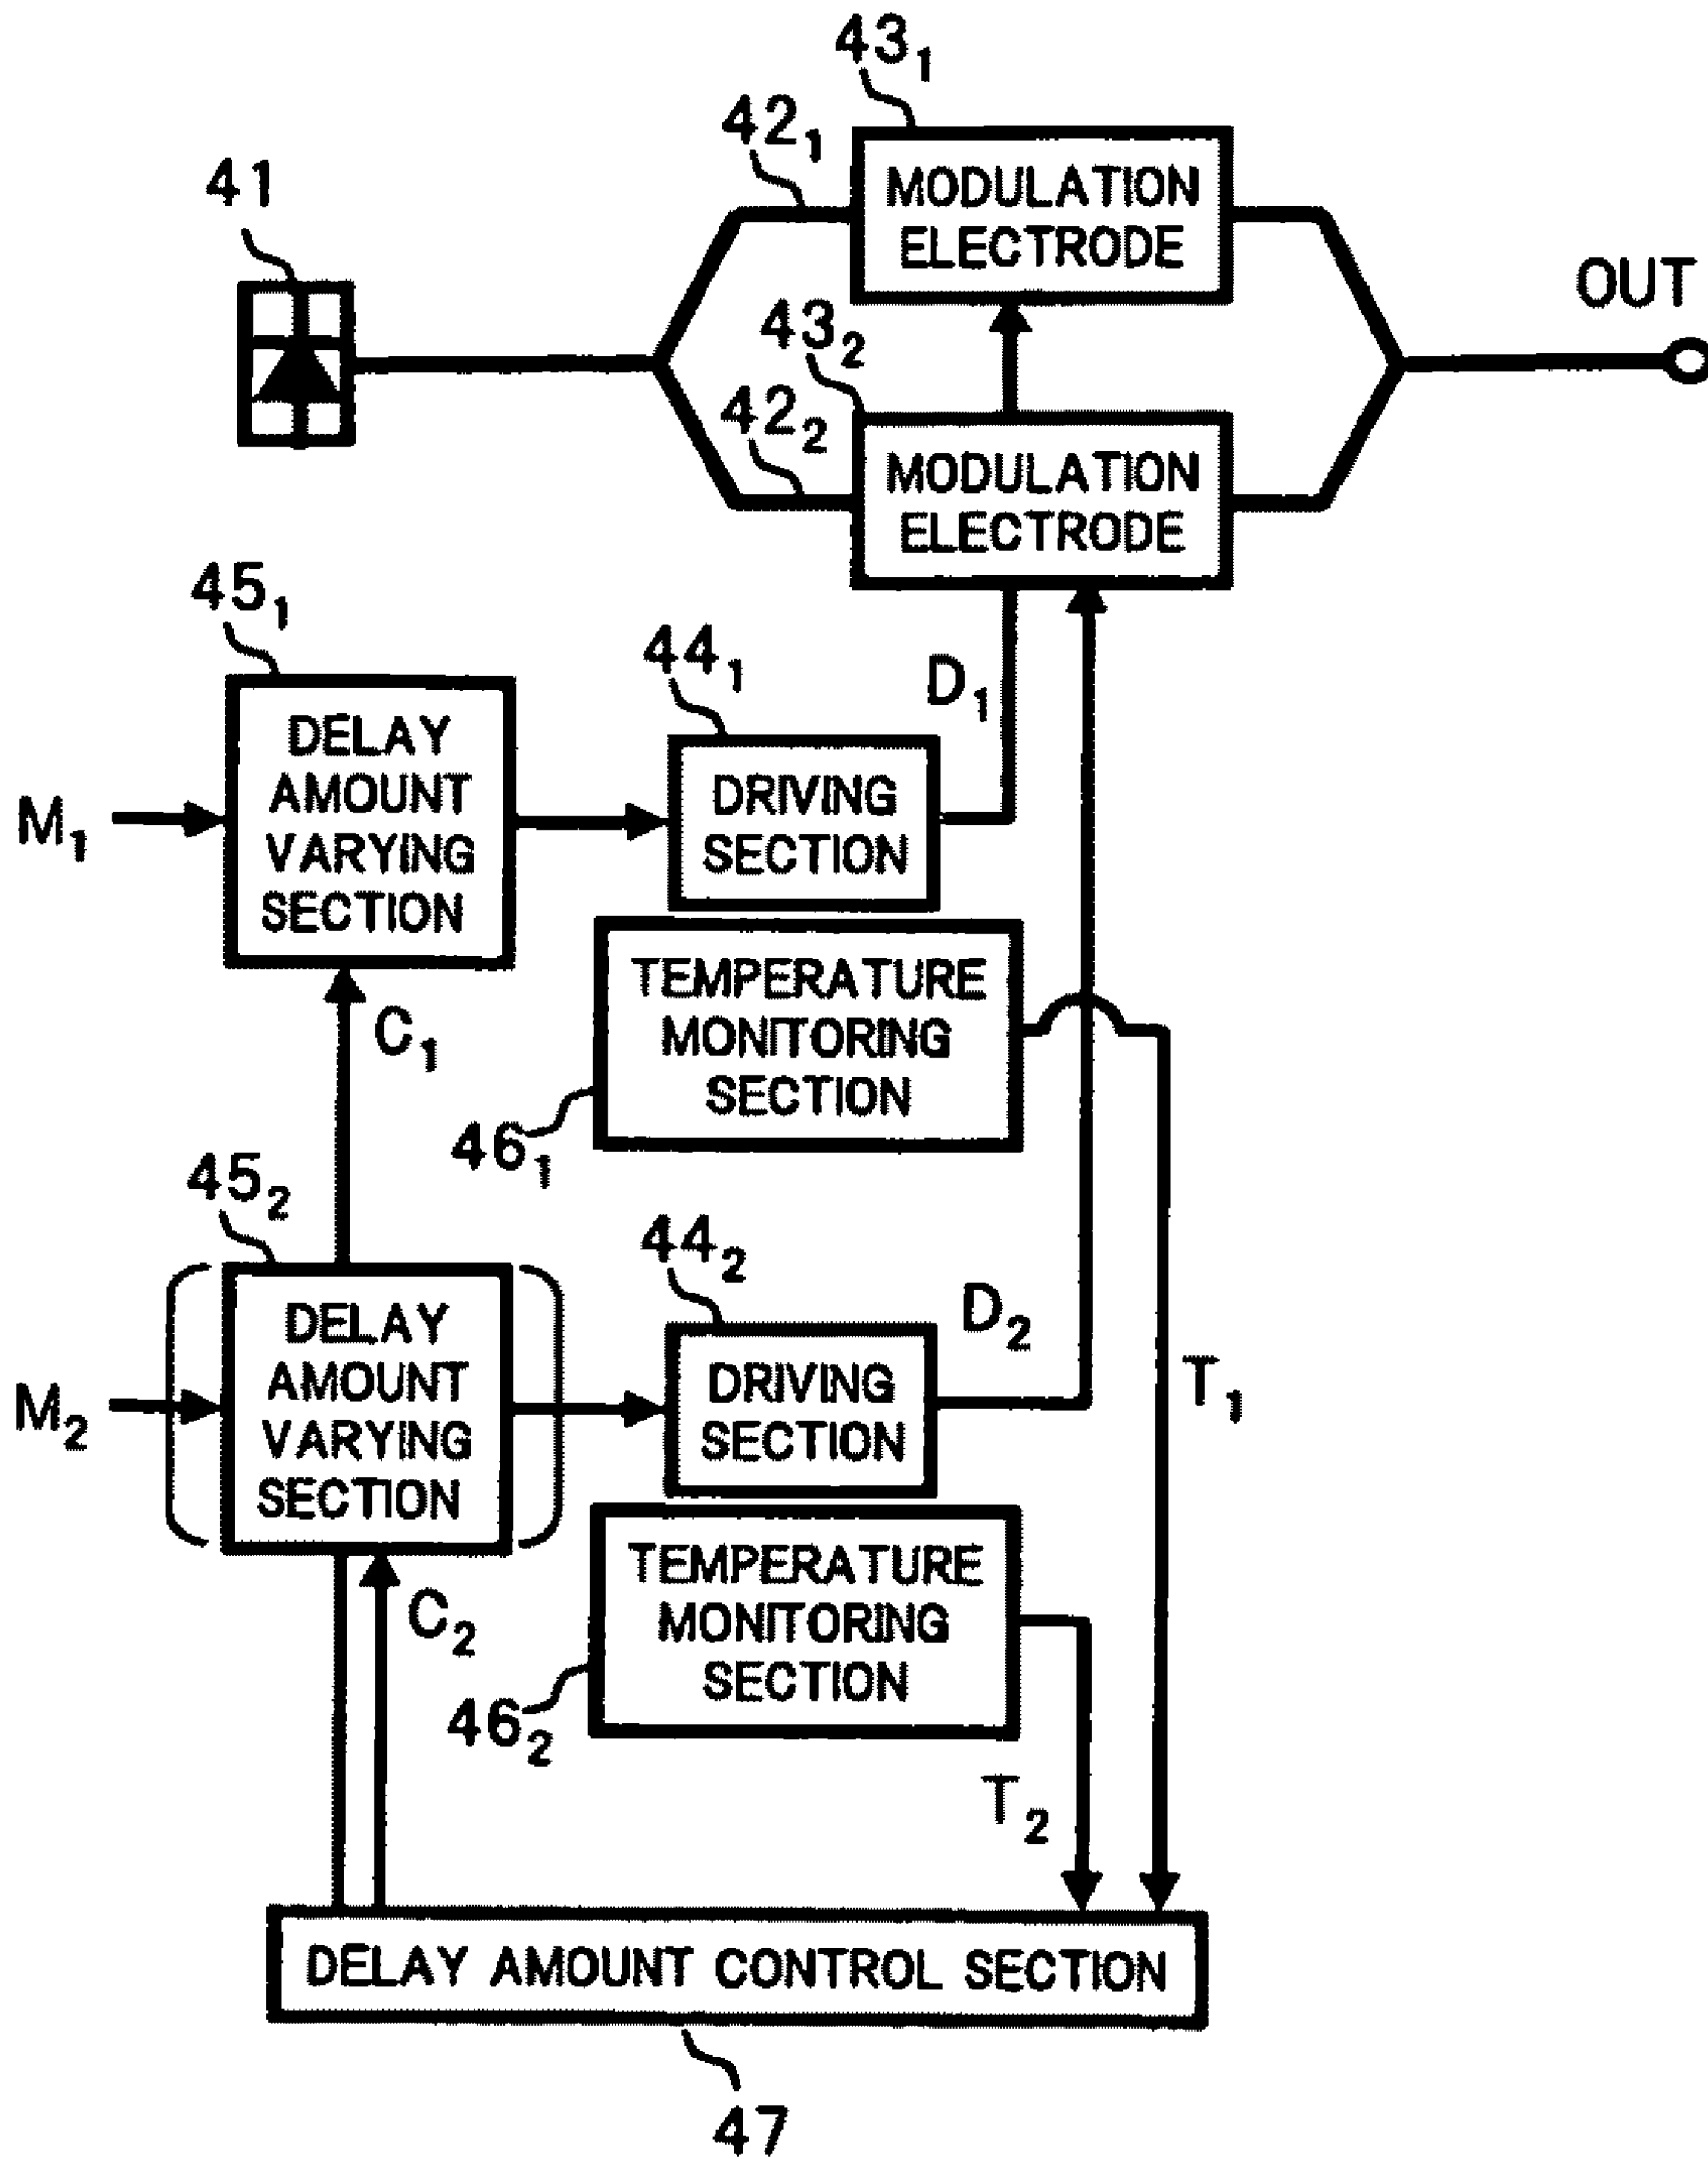 43₁
42₁
41
MODULATION
ELECTRODE
OUT
43₂
42₂
MODULATION
ELECTRODE
45₁
44₁
D₁
DELAY
AMOUNT
VARYING
SECTION
M₁
DRIVING
SECTION
TEMPERATURE
MONITORING
SECTION
C₁
46₁
45₂
44₂
D₂
DELAY
AMOUNT
VARYING
SECTION
M₂
DRIVING
SECTION
T₁
TEMPERATURE
MONITORING
SECTION
C₂
46₂
T₂
DELAY AMOUNT CONTROL SECTION
47